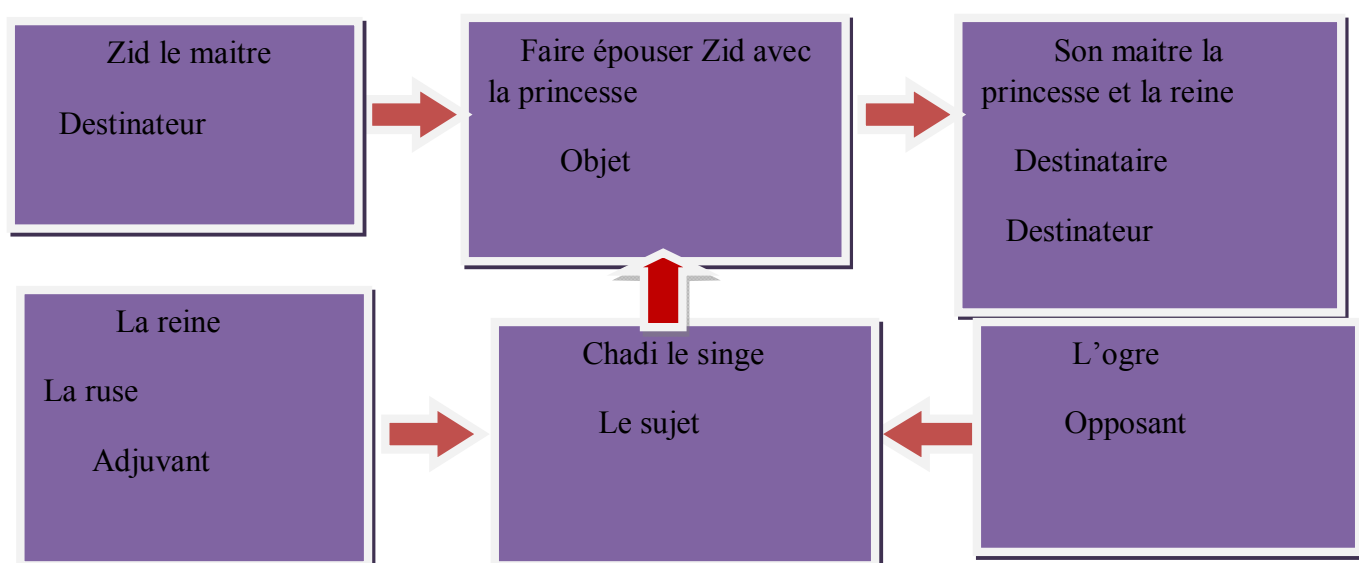 Zid le maitre
Destinateur
Faire épouser Zid avec
la princesse
Objet
Son maitre la
princesse et la reine
Destinataire
Destinateur
La reine
La ruse
Adjuvant
Chadi le singe
Le sujet
L’ogre
Opposant